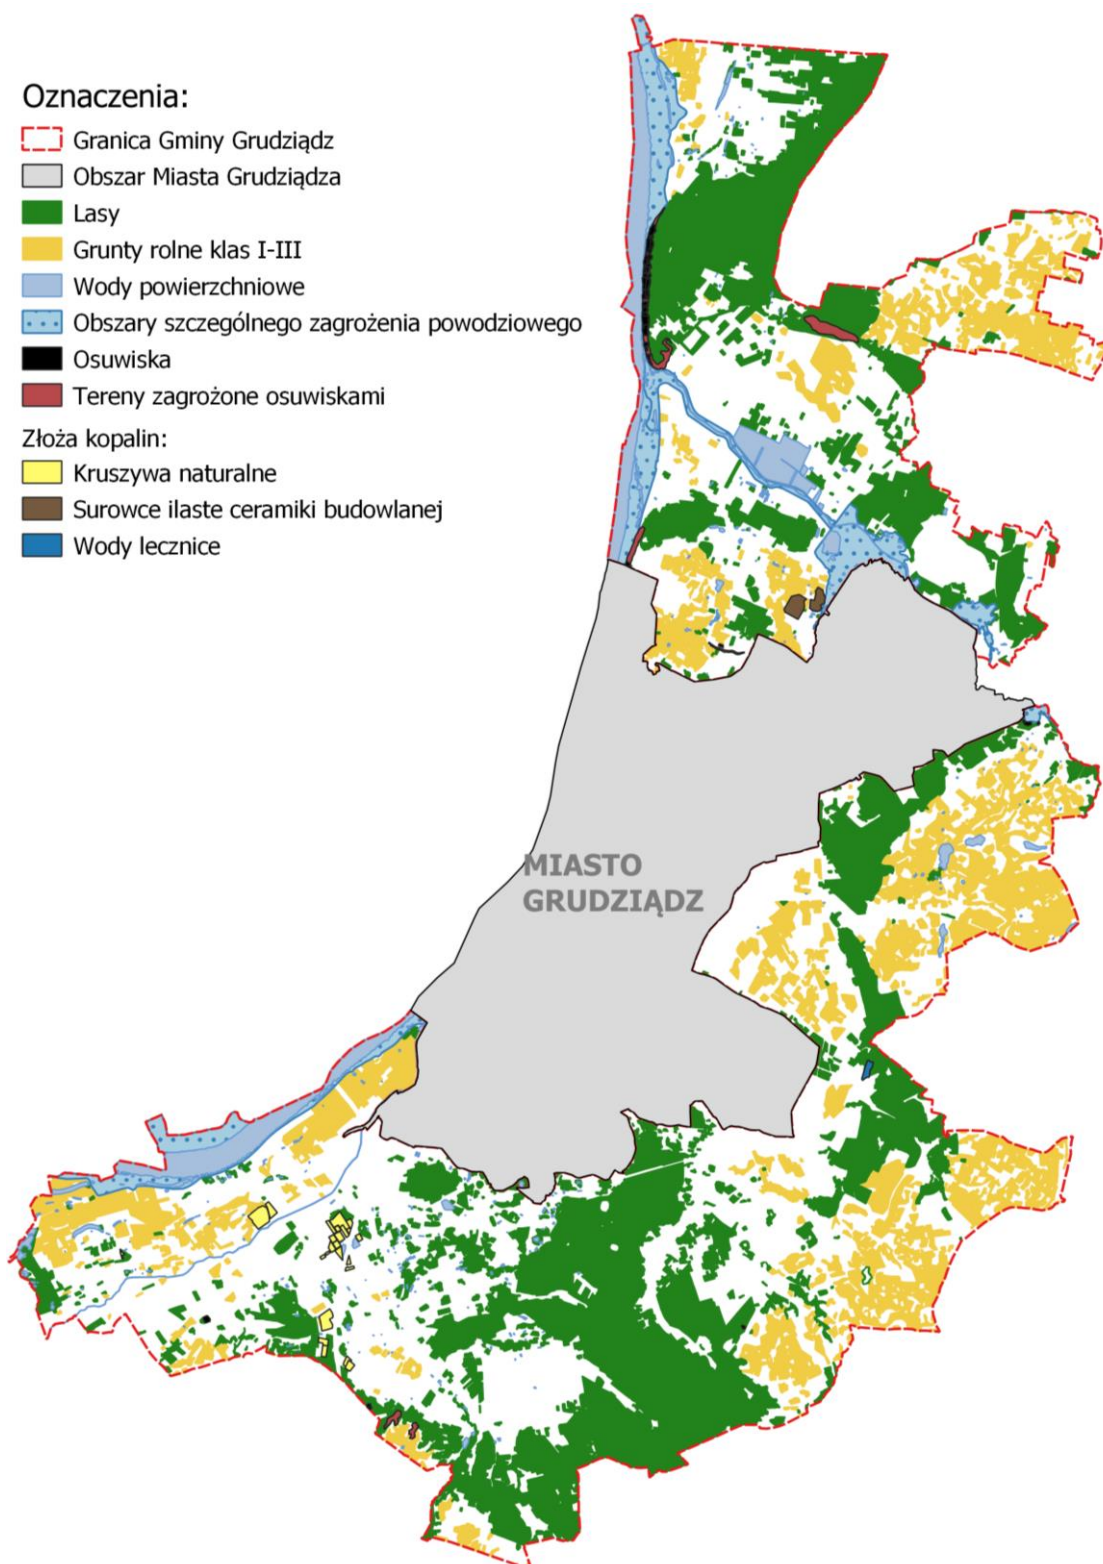 Oznaczenia:
Granica Gminy Grudziądz
Obszar Miasta Grudziądza
Lasy
Grunty rolne klas I-III
Wody powierzchniowe
Obszary szczególnego zagrożenia powodziowego
Osuwiska
Tereny zagrożone osuwiskami
Złoża kopalin:
Kruszywa naturalne
Surowce ilaste ceramiki budowlanej
Wody lecznice
MIASTO
GRUDZIĄDZ